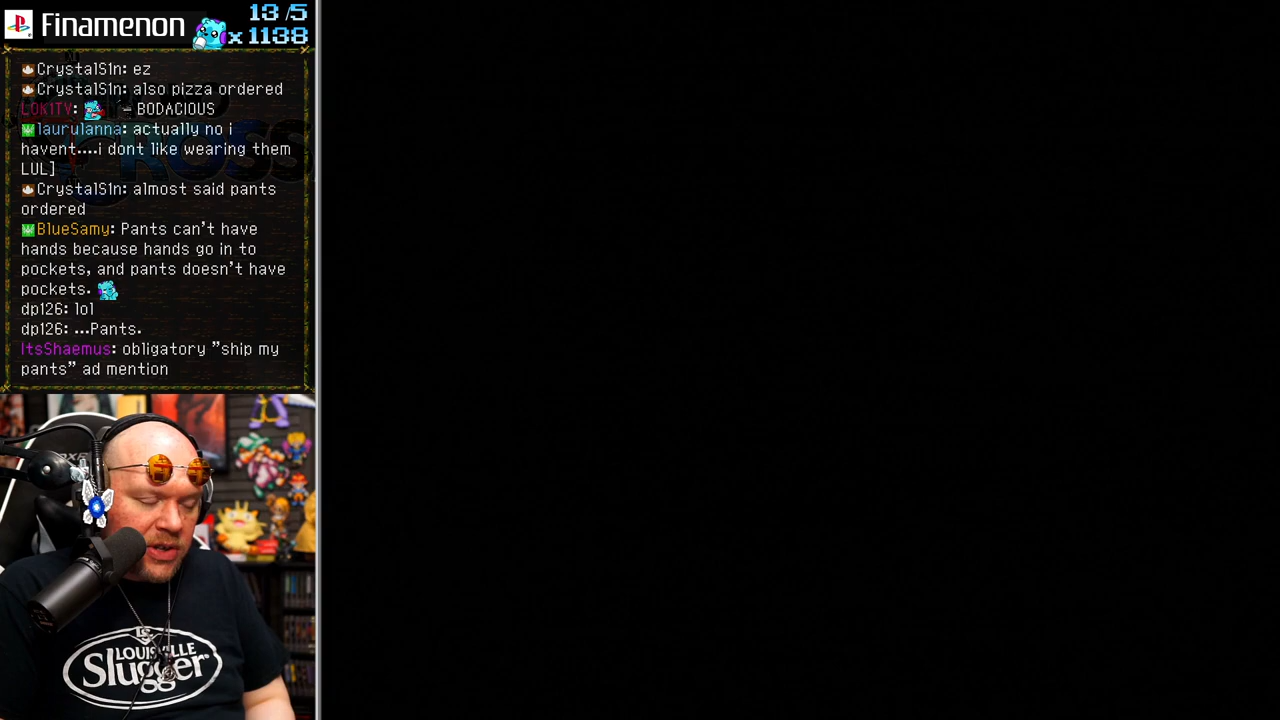 Finamenon
13/5
x1138
CrystalS1n: ez
CrystalS1n: also pizza ordered
L0K1TV: - BODACIOUS
laurulanna: actually no i
havent....i dont like wearing them
LUL]
CrystalS1n: almost said pants
ordered
BlueSamy: Pants can't have
hands because hands go in to
pockets, and pants doesn't have
pockets.
dp126: lol
dp126: ...Pants.
ItsShaemus: obligatory "ship my
pants" ad mention
LOUISVILLE
Slugger